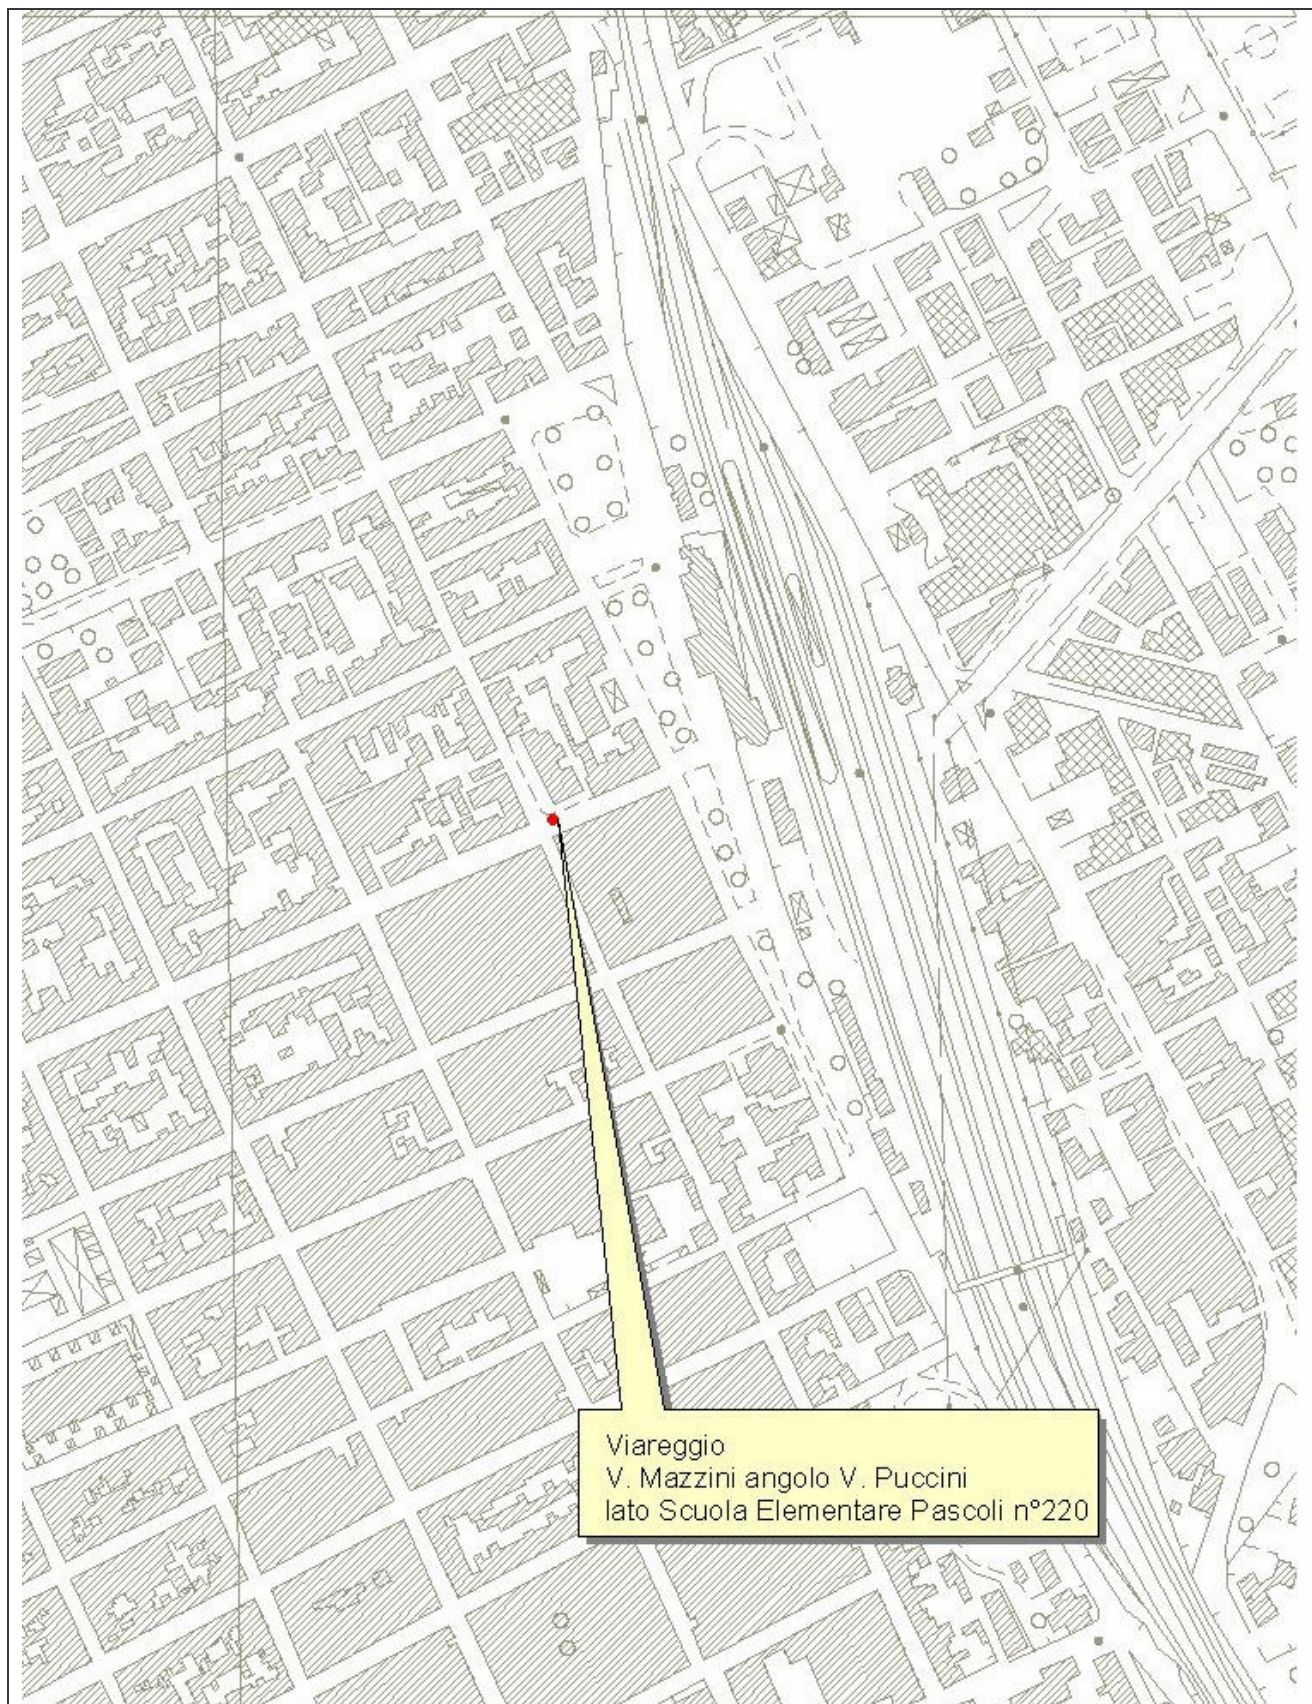 Viareggio
V. Mazzini angolo V. Puccini
lato Scuola Elementare Pascoli n°220